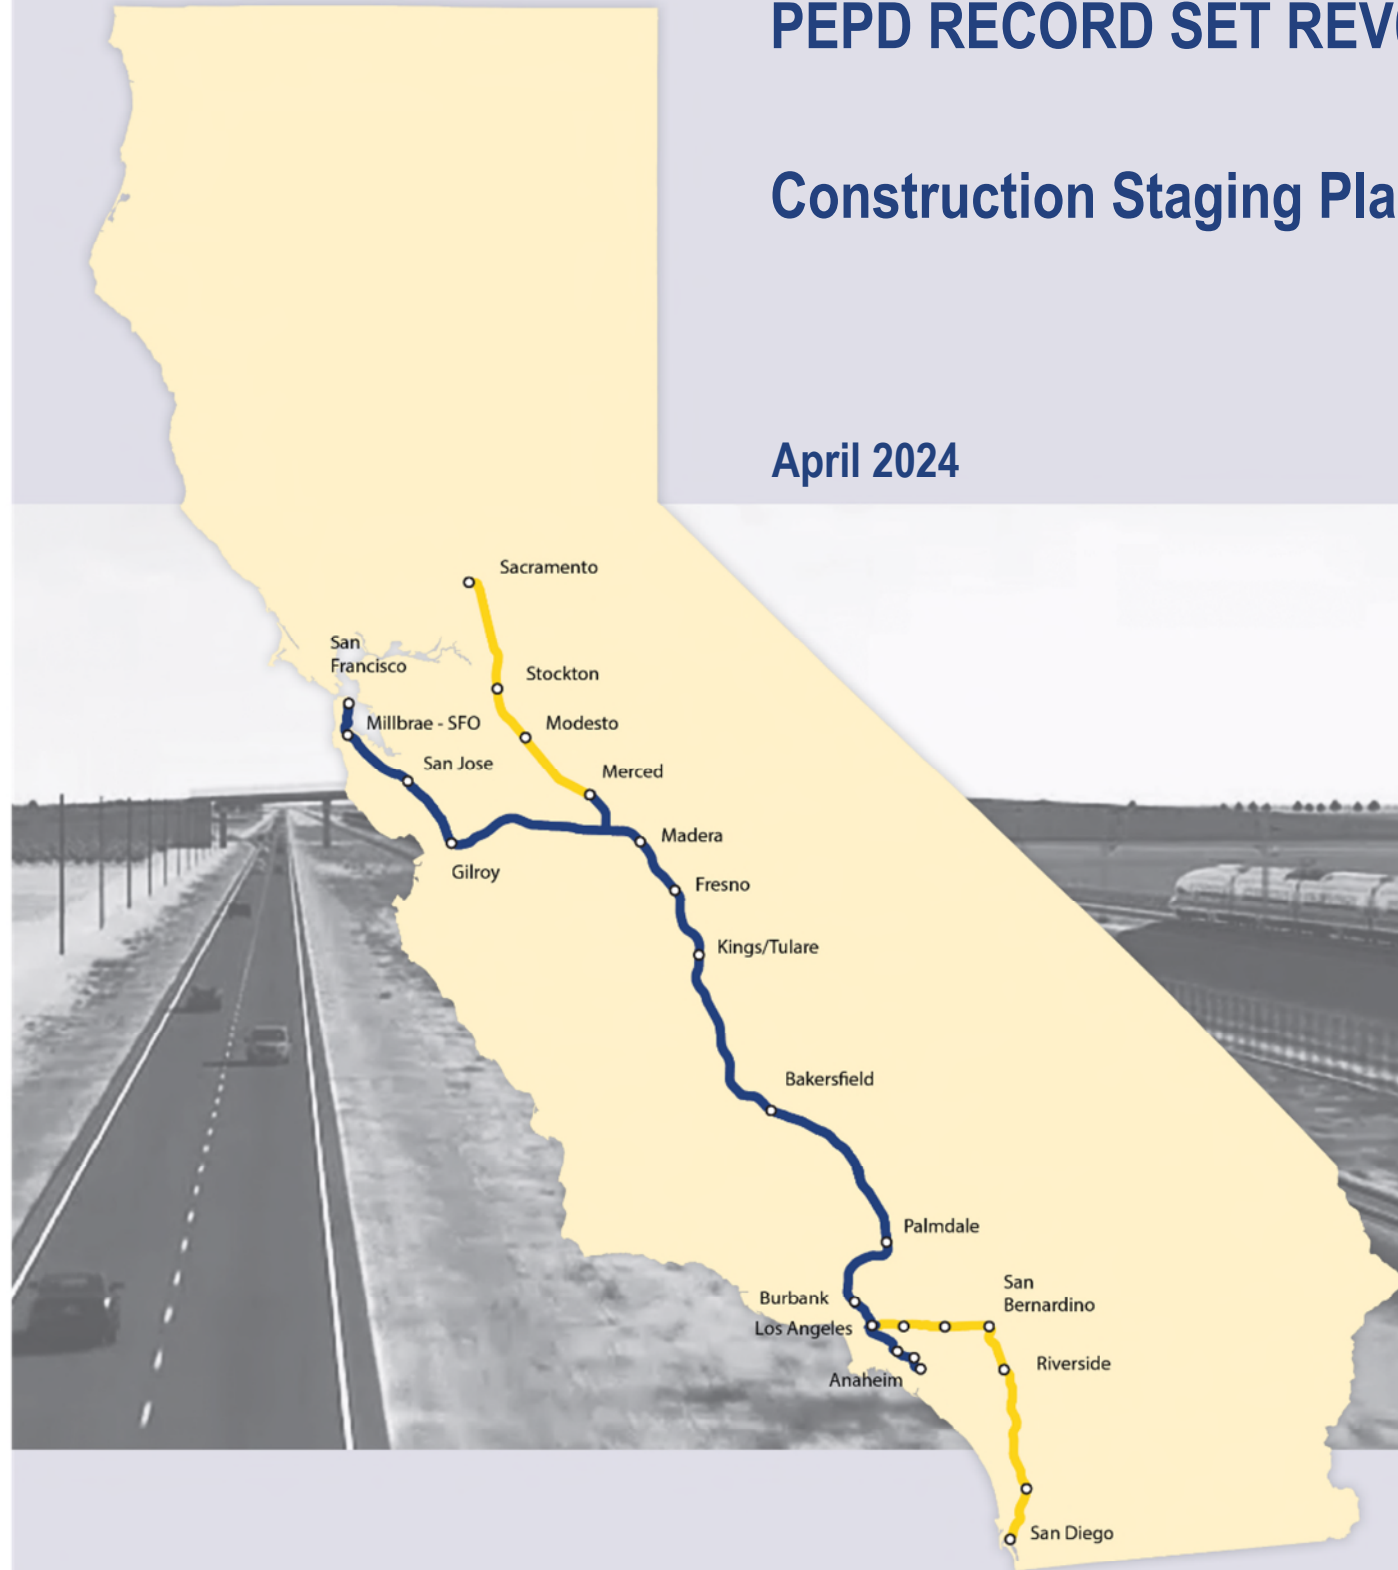 PEPD RECORD SET REV
Construction Staging Pla
April 2024
Sacramento
San
Francisco
Stockton
Millbrae - SFO
Modesto
San Jose
Merced
Madera
Gilroy
Fresno
Kings/Tulare
Bakersfield
Palmdale
San
Bernardino
Burbank
Los Angeles
Riverside
Anaheim
San Diego